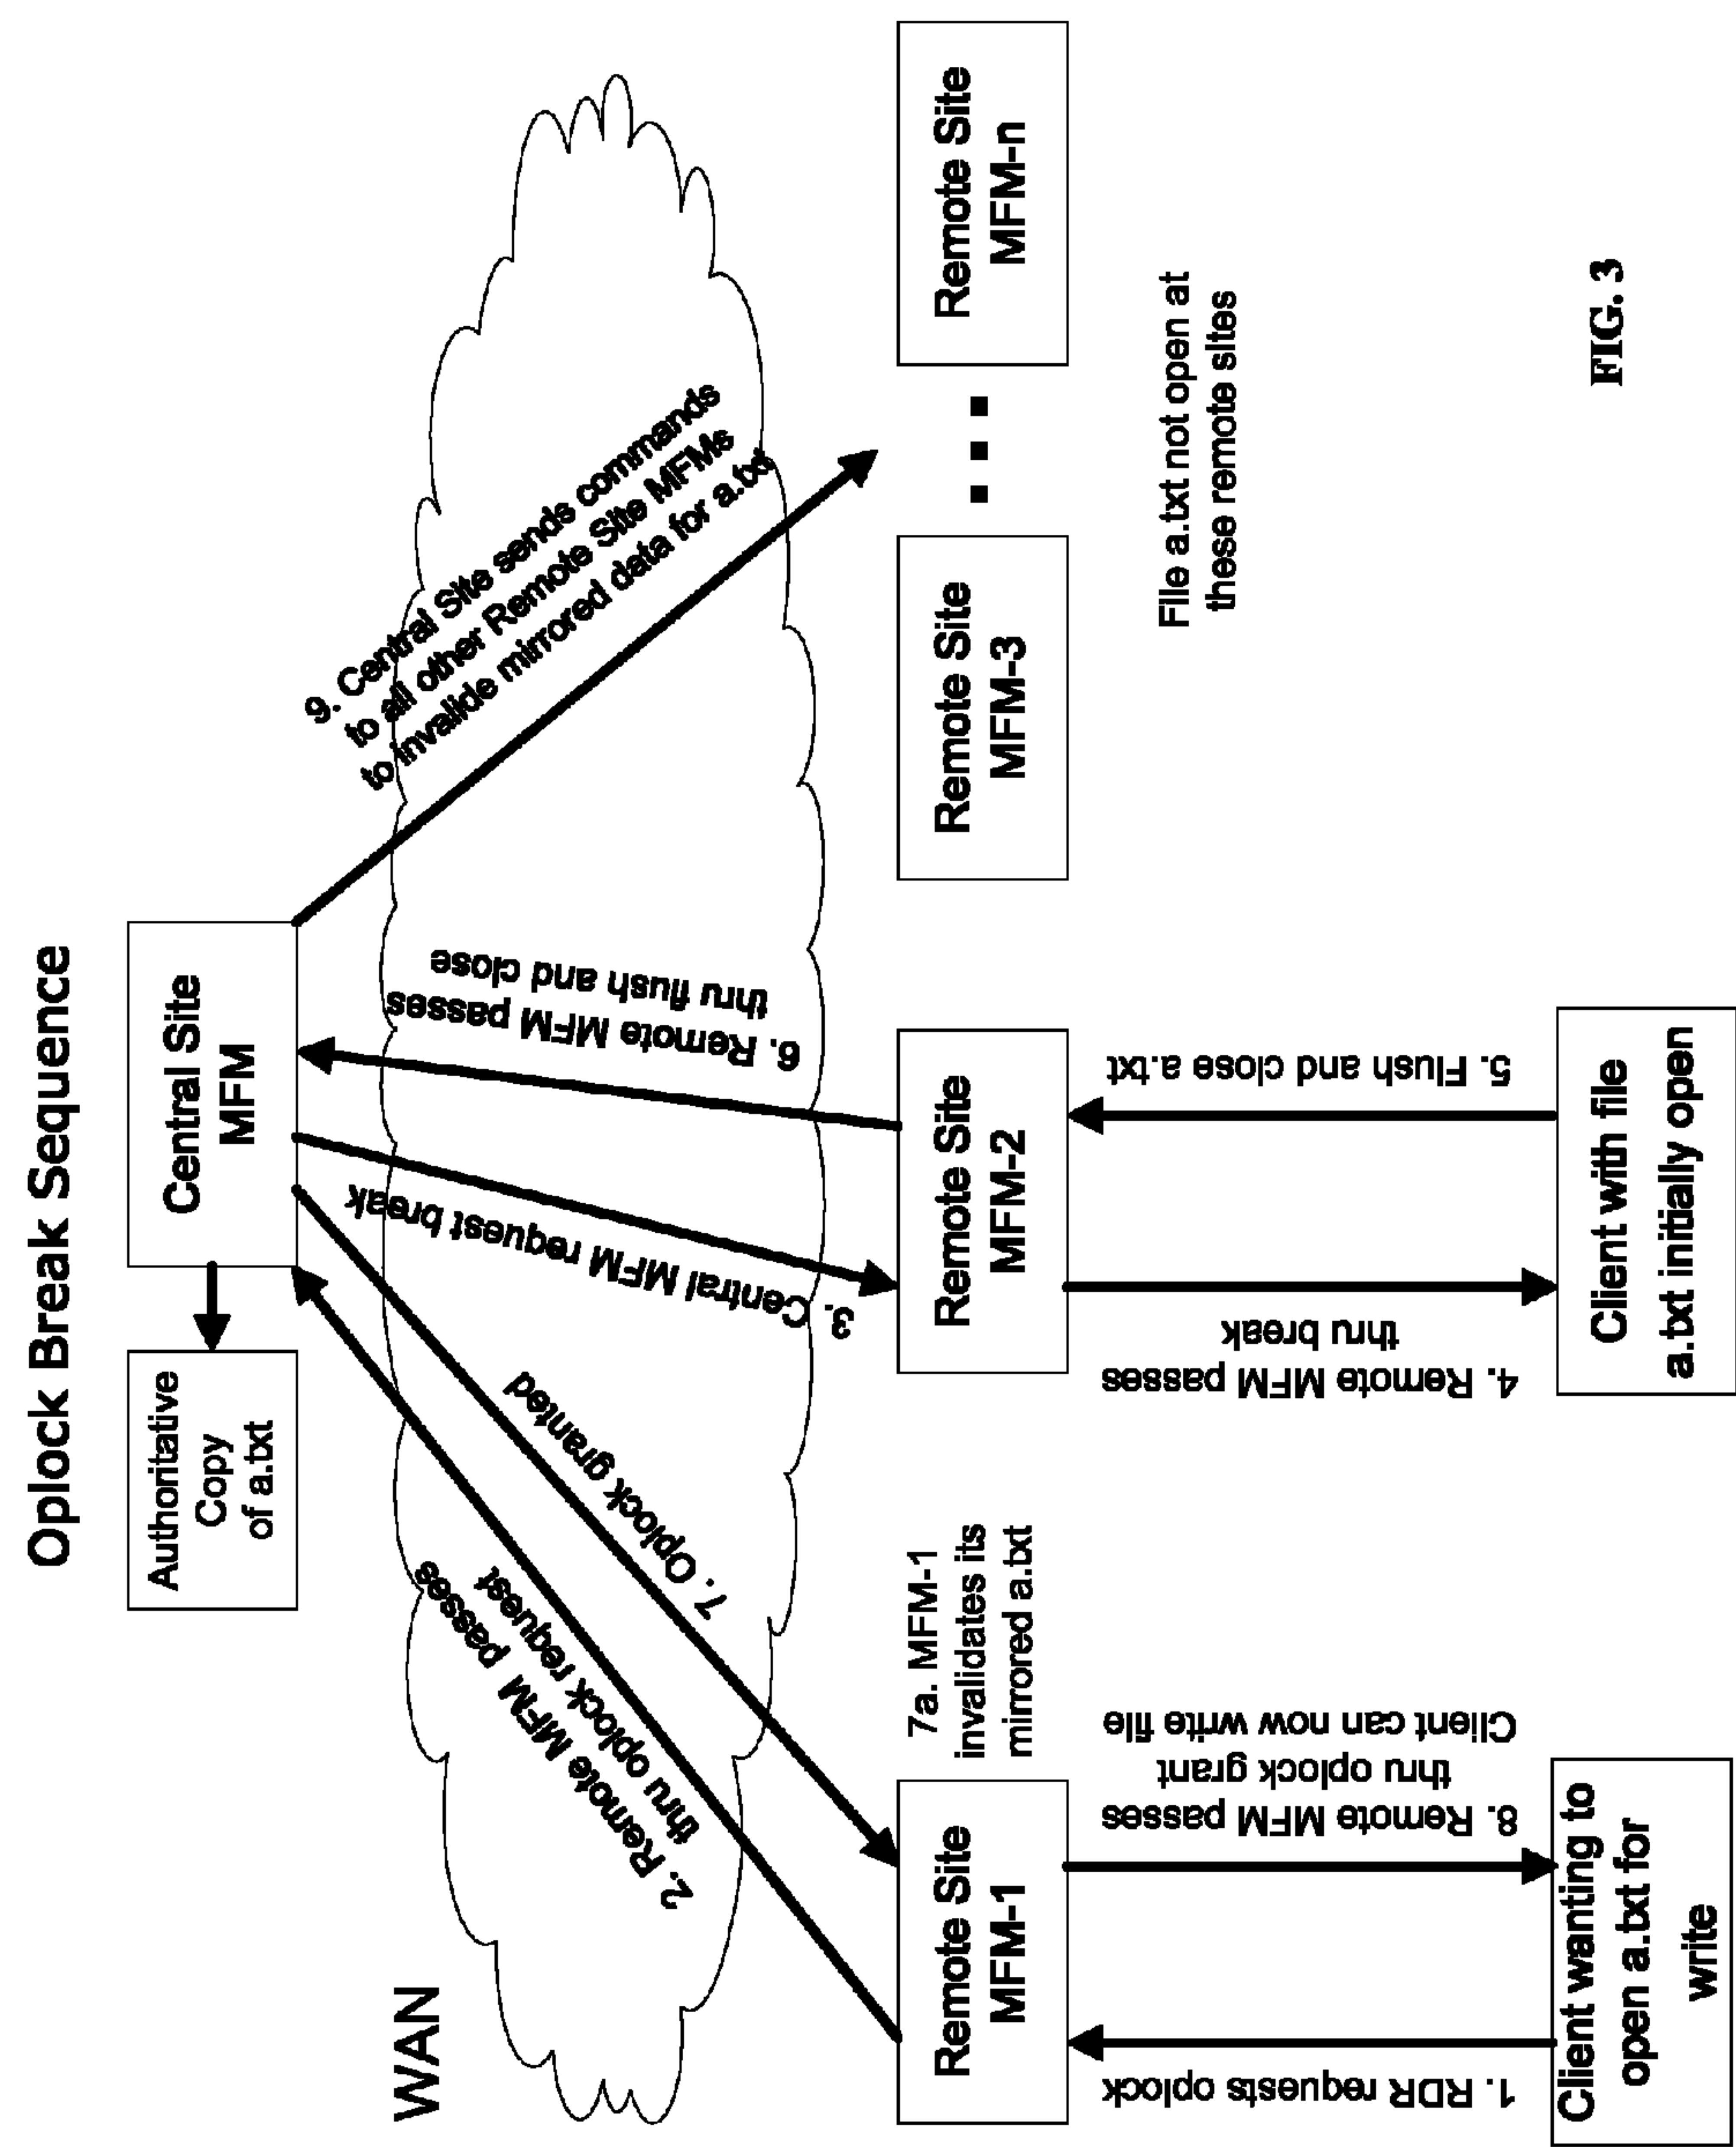 Oplock Break Sequence
Authoritative
Copy
of a.txt
Central Site
MFM
WAN
2. Remote MFM passes
thru oplock request
7. Oplock granted
3. Central MFM request break
6. Remote MFM passes
thru flush and close
9. Central Site sends commands
to all other Remote Site MFMs
to invalide mirrored data for a.txt
Remote Site
MFM-1
7a. MFM-1
invalidates its
mirrored a.txt
Remote Site
MFM-2
Remote Site
MFM-3
Remote Site
MFM-n
1. RDR requests oplock
8. Remote MFM passes
thru oplock grant
Client can now write file
4. Remote MFM passes
thru break
5. Flush and close a.txt
File a.txt not open at
these remote sites
Client wanting to
open a.txt for
write
Client with file
a.txt initially open
FIG. 3